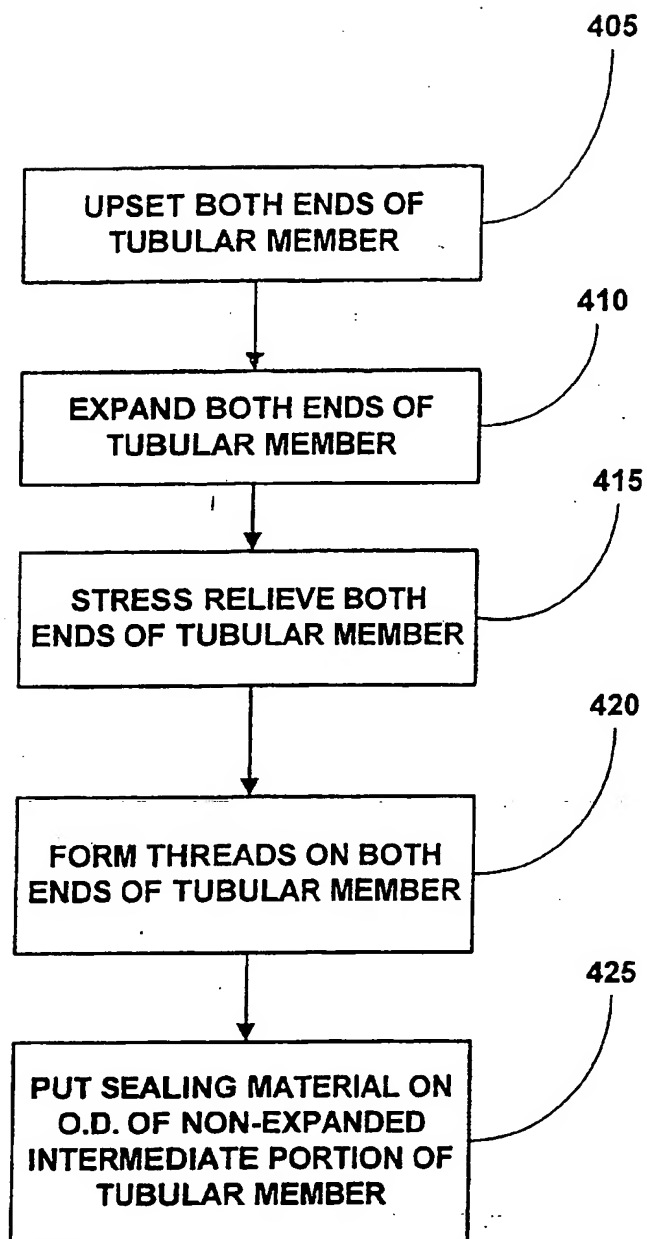 405
UPSET BOTH ENDS OF
TUBULAR MEMBER
410
EXPAND BOTH ENDS OF
TUBULAR MEMBER
415
STRESS RELIEVE BOTH
ENDS OF TUBULAR MEMBER
420
FORM THREADS ON BOTH
ENDS OF TUBULAR MEMBER
425
PUT SEALING MATERIAL ON
O.D. OF NON-EXPANDED
INTERMEDIATE PORTION OF
TUBULAR MEMBER